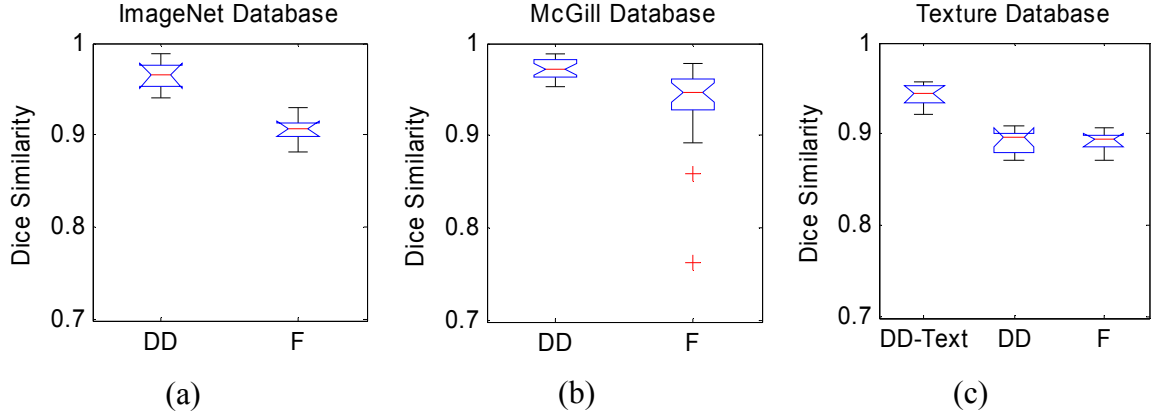 ImageNet Database
McGill Database
Texture Database
Dice Similarity
1
0.9
0.8
0.7
DD
F
(a)
Dice Similarity
1
0.9
0.8
0.7
DD
F
(b)
Dice Similarity
1
0.9
0.8
0.7
DD-Text
DD
F
(c)